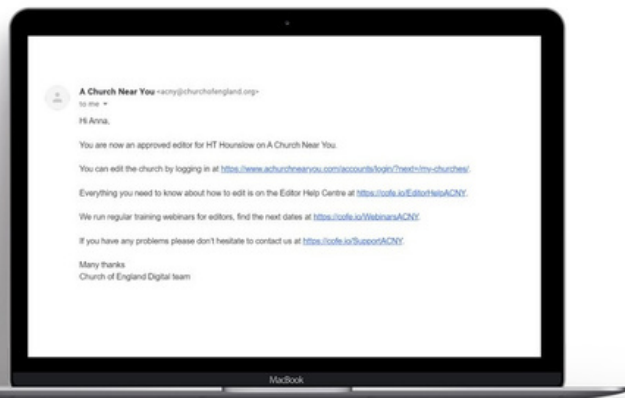 A Church Near You <acny@churchofengland.org>
to me
Hi Anna,
You are now an approved editor for HT Hounslow on A Church Near You.
You can edit the church by logging in at https://www.achurchnearyou.com/accounts/login/?next=/my-churches/.
Everything you need to know about how to edit is on the Editor Help Centre at https://cofe.io/EditorHelpACNY.
We run regular training webinars for editors, find the next dates at https://cofe.io/WebinarsACNY.
If you have any problems please don't hesitate to contact us at https://cofe.io/SupportACNY.
Many thanks
Church of England Digital team
MacBook